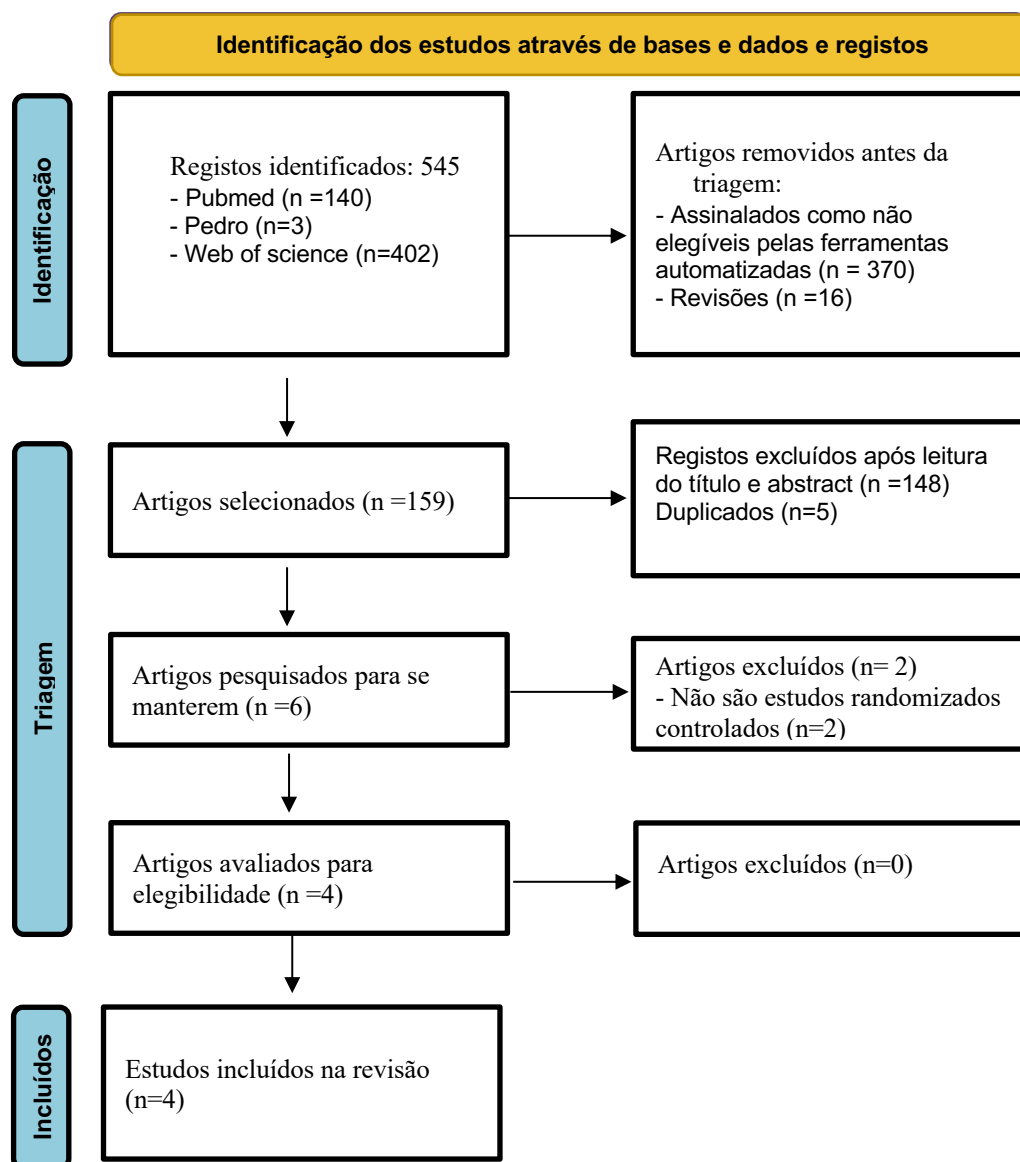 Identificação dos estudos através de bases e dados e registos
Identificação
Registos identificados: 545
- Pubmed (n =140)
- Pedro (n=3)
- Web of science (n=402)
Artigos removidos antes da
triagem:
- Assinalados como não
elegíveis pelas ferramentas
automatizadas (n = 370)
- Revisões (n =16)
Triagem
Artigos selecionados (n =159)
Registos excluídos após leitura
do título e abstract (n =148)
Duplicados (n=5)
Artigos pesquisados para se
manterem (n =6)
Artigos excluídos (n= 2)
- Não são estudos randomizados
controlados (n=2)
Artigos avaliados para
elegibilidade (n =4)
Artigos excluídos (n=0)
Incluídos
Estudos incluídos na revisão
(n=4)